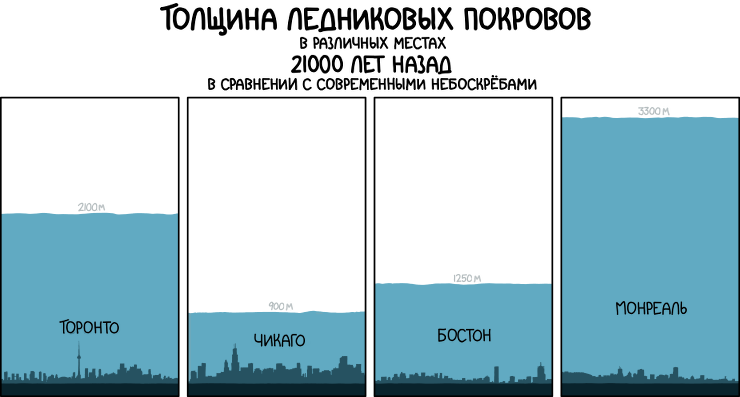 ТОЛЩИНА ЛЕДНИКОВЫХ ПОКРОВОВ
В РАЗЛИЧНЫХ МЕСТАХ
21000 ЛЕТ НАЗАД
В СРАВНЕНИИ С СОВРЕМЕННЫМИ НЕБОСКРЁБАМИ
2100 М
ТОРОНТО
900 М
ЧИКАГО
1250 М
БОСТОН
3300 М
МОНРЕАЛЬ